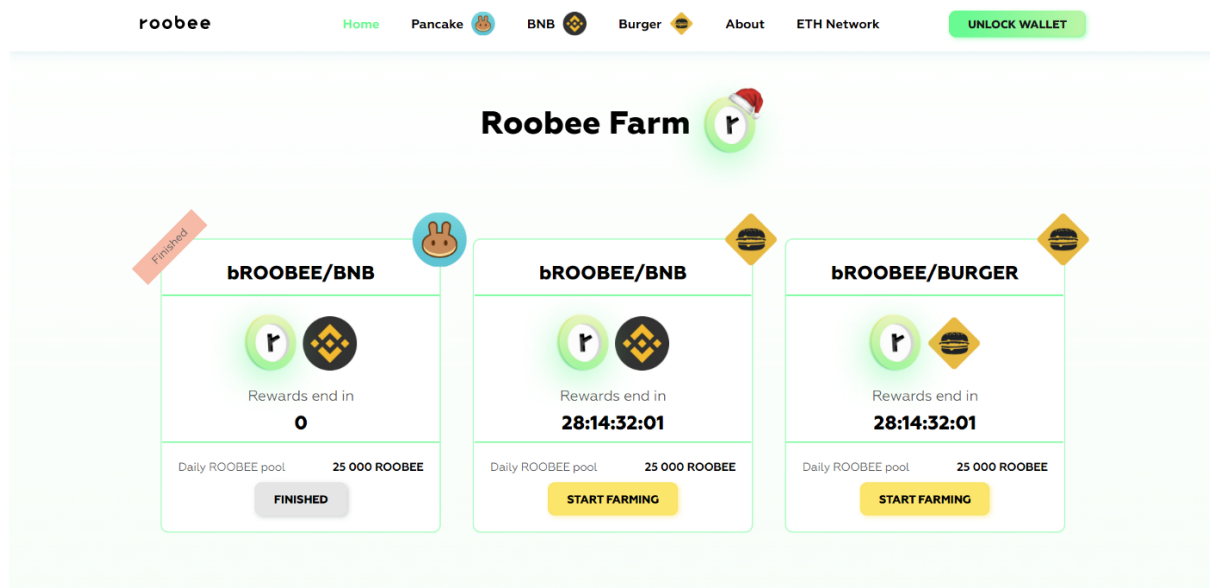 roobee
Home Pancake BNB Burger About ETH Network UNLOCK WALLET
Roobee Farm r
Finished
bROOBEE/BNB
r
Rewards end in
0
Daily ROOBEE pool 25 000 ROOBEE
FINISHED
bROOBEE/BNB
r
Rewards end in
28:14:32:01
Daily ROOBEE pool 25 000 ROOBEE
START FARMING
bROOBEE/BURGER
r
Rewards end in
28:14:32:01
Daily ROOBEE pool 25 000 ROOBEE
START FARMING